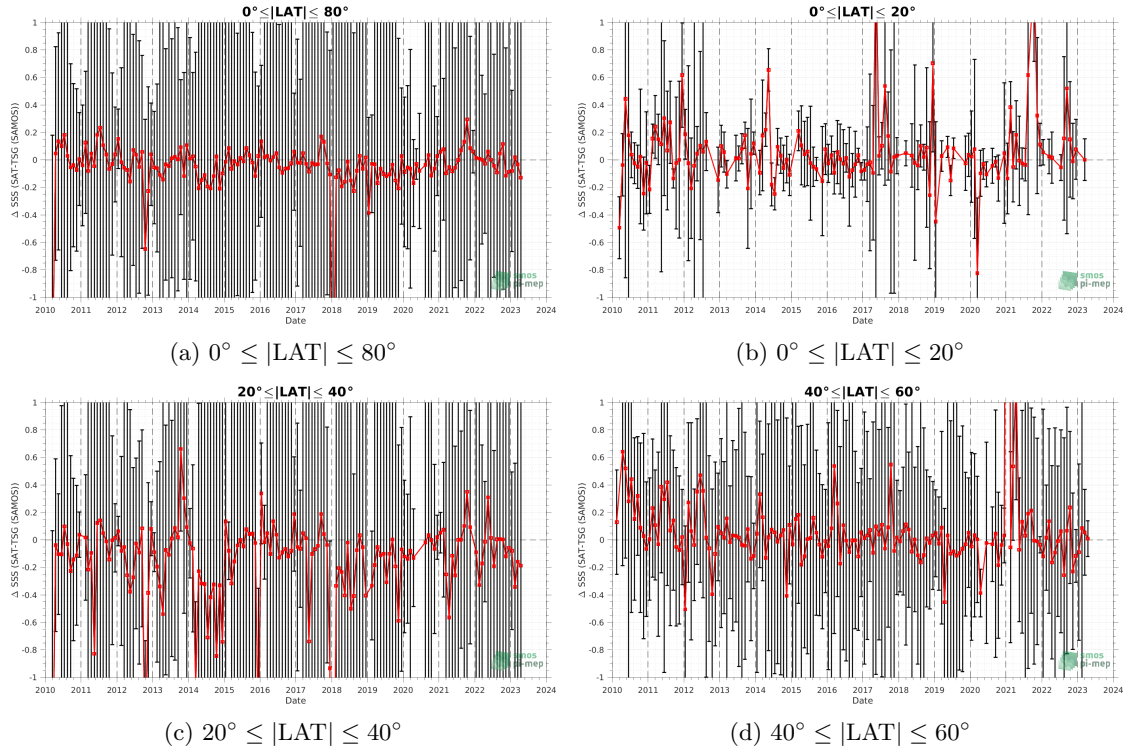 0°≤|LAT|≤ 80°
Δ SSS (SAT-TSG (SAMOS))
1
0.8
0.6
0.4
0.2
0
-0.2
-0.4
-0.6
-0.8
-1
2010 2011 2012 2013 2014 2015 2016 2017 2018 2019 2020 2021 2022 2023 2024
Date
smos
pi-mep
(a) 0° ≤ |LAT| ≤ 80°
0°≤|LAT|≤ 20°
Δ SSS (SAT-TSG (SAMOS))
1
0.8
0.6
0.4
0.2
0
-0.2
-0.4
-0.6
-0.8
-1
2010 2011 2012 2013 2014 2015 2016 2017 2018 2019 2020 2021 2022 2023 2024
Date
smos
pi-mep
(b) 0° ≤ |LAT| ≤ 20°
20°≤|LAT|≤ 40°
Δ SSS (SAT-TSG (SAMOS))
1
0.8
0.6
0.4
0.2
0
-0.2
-0.4
-0.6
-0.8
-1
2010 2011 2012 2013 2014 2015 2016 2017 2018 2019 2020 2021 2022 2023 2024
Date
smos
pi-mep
(c) 20° ≤ |LAT| ≤ 40°
40°≤|LAT|≤ 60°
Δ SSS (SAT-TSG (SAMOS))
1
0.8
0.6
0.4
0.2
0
-0.2
-0.4
-0.6
-0.8
-1
2010 2011 2012 2013 2014 2015 2016 2017 2018 2019 2020 2021 2022 2023 2024
Date
smos
pi-mep
(d) 40° ≤ |LAT| ≤ 60°